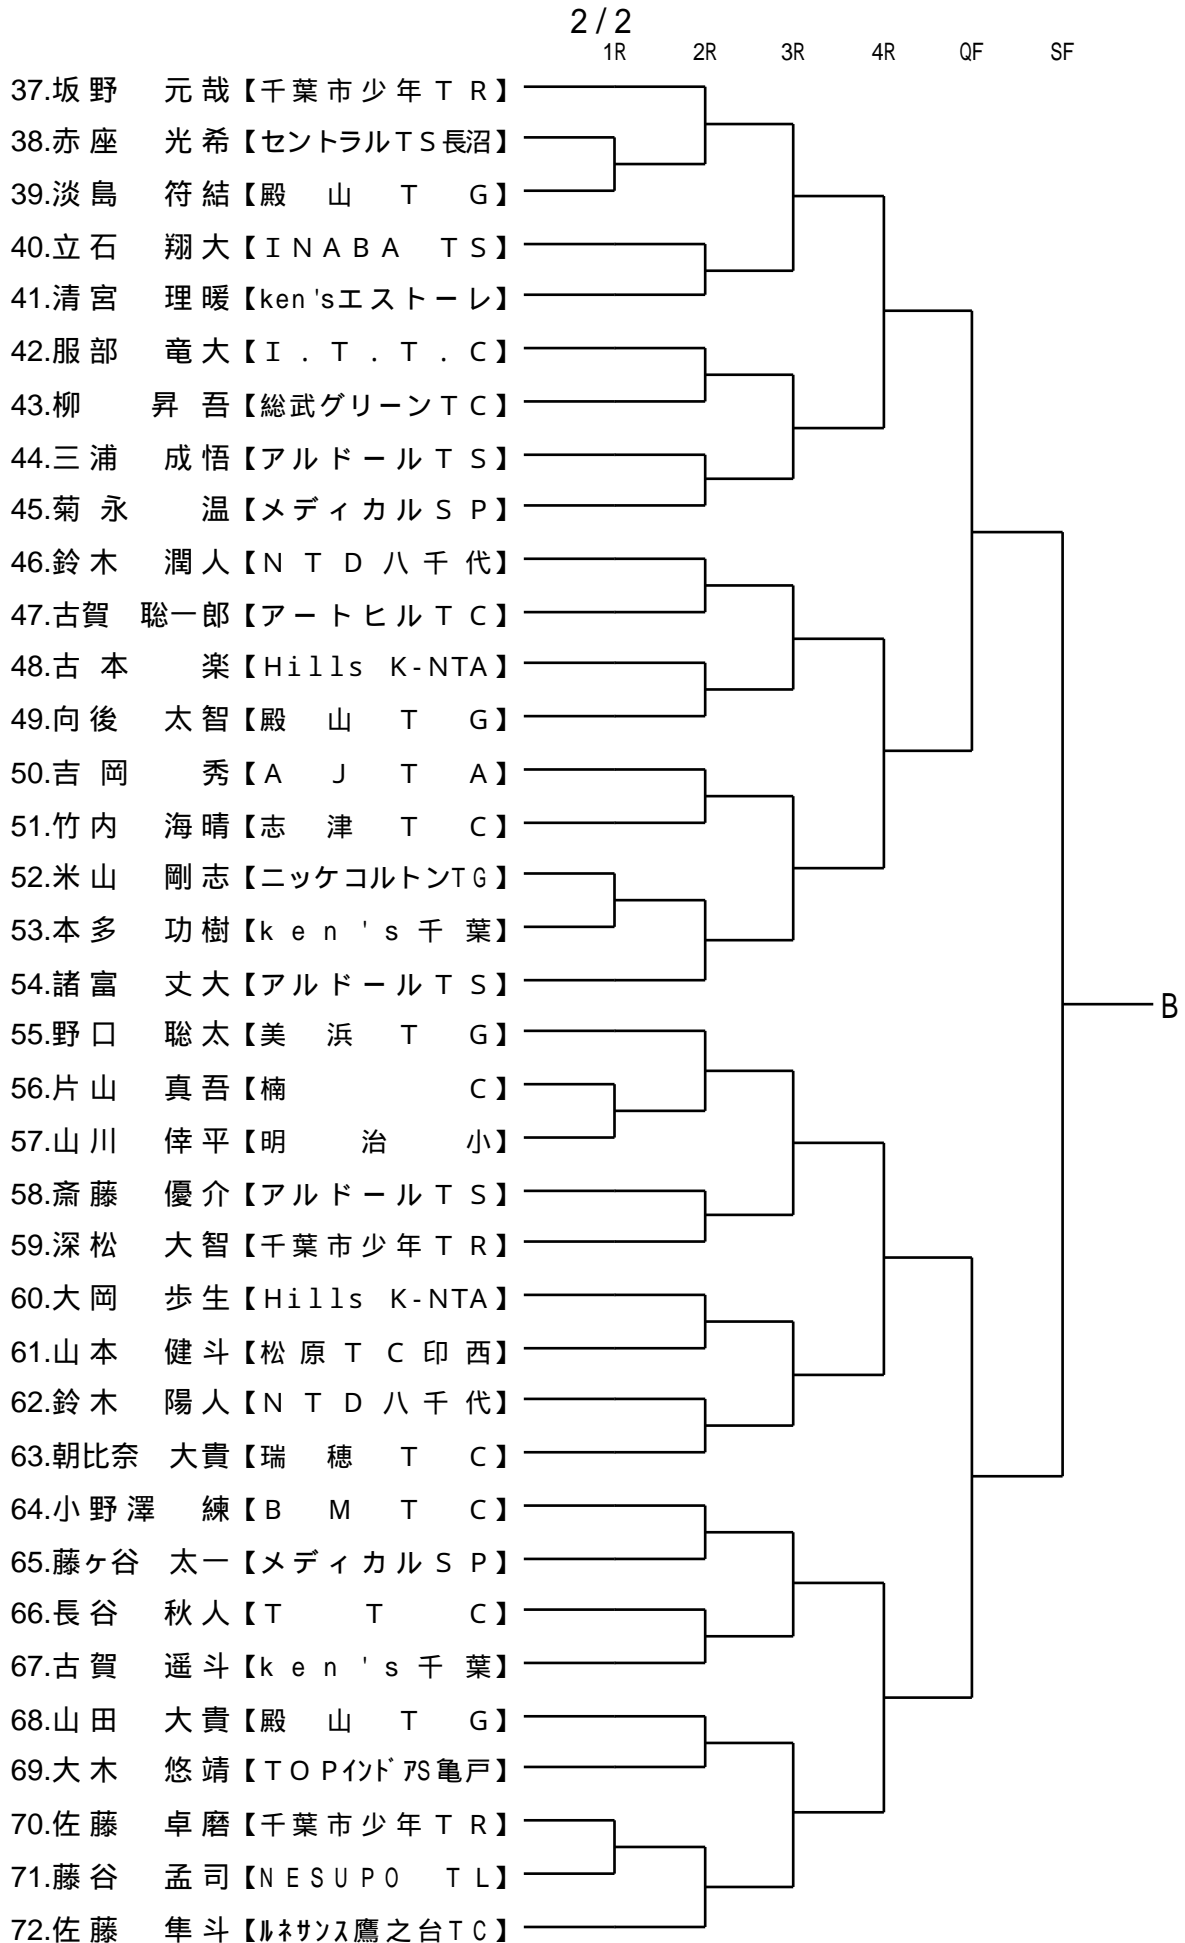 2/2
1R 2R 3R 4R QF SF
37.坂野 元哉【千葉市少年TR】
38.赤座 光希【セントラルTS長沼】
39.淡島 符結【殿山TG】
40.立石 翔大【INABA TS】
41.清宮 理暖【ken'sエストーレ】
42.服部 竜大【I.T.T.C】
43.柳 昇吾【総武グリーンTC】
44.三浦 成悟【アルドールTS】
45.菊永 温【メディカルSP】
46.鈴木 潤人【NTD八千代】
47.古賀 聡一郎【アートヒルTC】
48.古本 楽【Hills K-NTA】
49.向後 太智【殿山TG】
50.吉岡 秀【AJTA】
51.竹内 海晴【志津TC】
52.米山 剛志【ニッケコルトンTG】
53.本多 功樹【ken's千葉】
54.諸富 丈大【アルドールTS】
B
55.野口 聡太【美浜TG】
56.片山 真吾【楠C】
57.山川 倖平【明治小】
58.斎藤 優介【アルドールTS】
59.深松 大智【千葉市少年TR】
60.大岡 歩生【Hills K-NTA】
61.山本 健斗【松原TC印西】
62.鈴木 陽人【NTD八千代】
63.朝比奈 大貴【瑞穂TC】
64.小野澤 練【BMTC】
65.藤ヶ谷 太一【メディカルSP】
66.長谷 秋人【TTC】
67.古賀 遥斗【ken's千葉】
68.山田 大貴【殿山TG】
69.大木 悠靖【TOPｲﾝﾄﾞｱS亀戸】
70.佐藤 卓磨【千葉市少年TR】
71.藤谷 孟司【NESUPO TL】
72.佐藤 隼斗【ﾙﾈｻﾝｽ鷹之台TC】